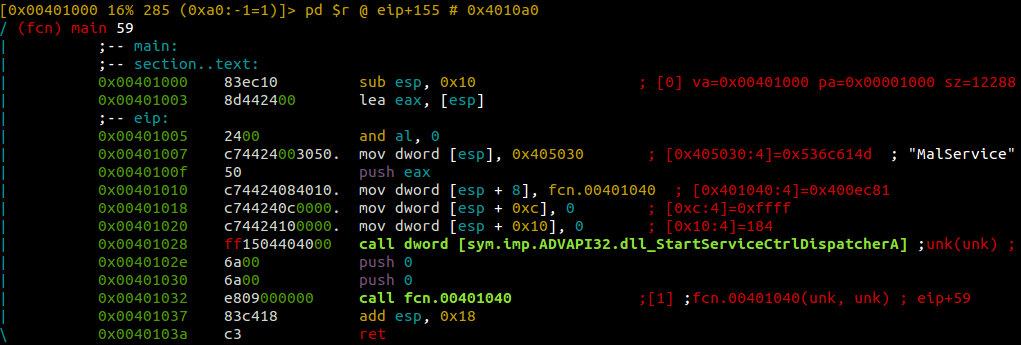 [0x00401000 16% 285 (0xa0:-1=1)]> pd $r @ eip+155 # 0x4010a0
/ (fcn) main 59
|           ;-- main:
|           ;-- section..text:
|           0x00401000    83ec10         sub esp, 0x10                 ; [0] va=0x00401000 pa=0x00001000 sz=12288
|           0x00401003    8d442400       lea eax, [esp]
|           ;-- eip:
|           0x00401005    2400           and al, 0
|           0x00401007    c74424003050.  mov dword [esp], 0x405030     ; [0x405030:4]=0x536c614d  ; "MalService"
|           0x0040100f    50             push eax
|           0x00401010    c74424084010.  mov dword [esp + 8], fcn.00401040  ; [0x401040:4]=0x400ec81
|           0x00401018    c744240c0000.  mov dword [esp + 0xc], 0      ; [0xc:4]=0xffff
|           0x00401020    c74424100000.  mov dword [esp + 0x10], 0     ; [0x10:4]=184
|           0x00401028    ff1504404000   call dword [sym.imp.ADVAPI32.dll_StartServiceCtrlDispatcherA] ;unk(unk) ;
|           0x0040102e    6a00           push 0
|           0x00401030    6a00           push 0
|           0x00401032    e809000000     call fcn.00401040             ;[1] ;fcn.00401040(unk, unk) ; eip+59
|           0x00401037    83c418         add esp, 0x18
\           0x0040103a    c3             ret